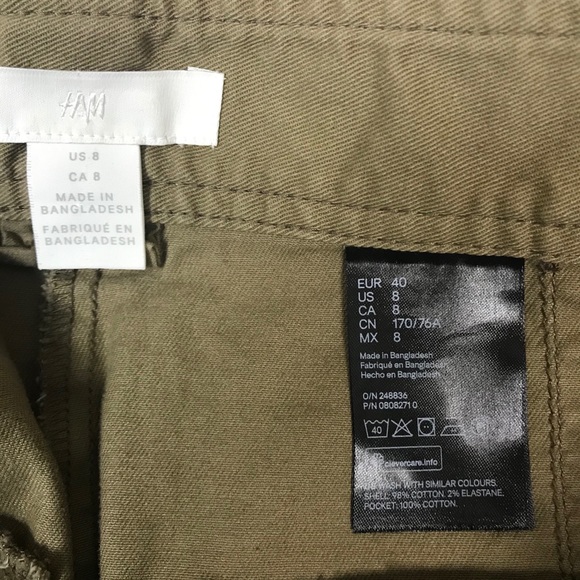 H&M
US 8
CA 8
MADE IN
BANGLADESH
FABRIQUÉ EN
BANGLADESH
EUR 40
US 8
CA 8
CN 170/76A
MX 8
Made in Bangladesh
Fabriqué en Bangladesh
Hecho en Bangladesh
O/N 248836
P/N 0808271 0
40
clevercare.info
WASH WITH SIMILAR COLOURS.
SHELL: 98% COTTON. 2% ELASTANE,
POCKET: 100% COTTON.